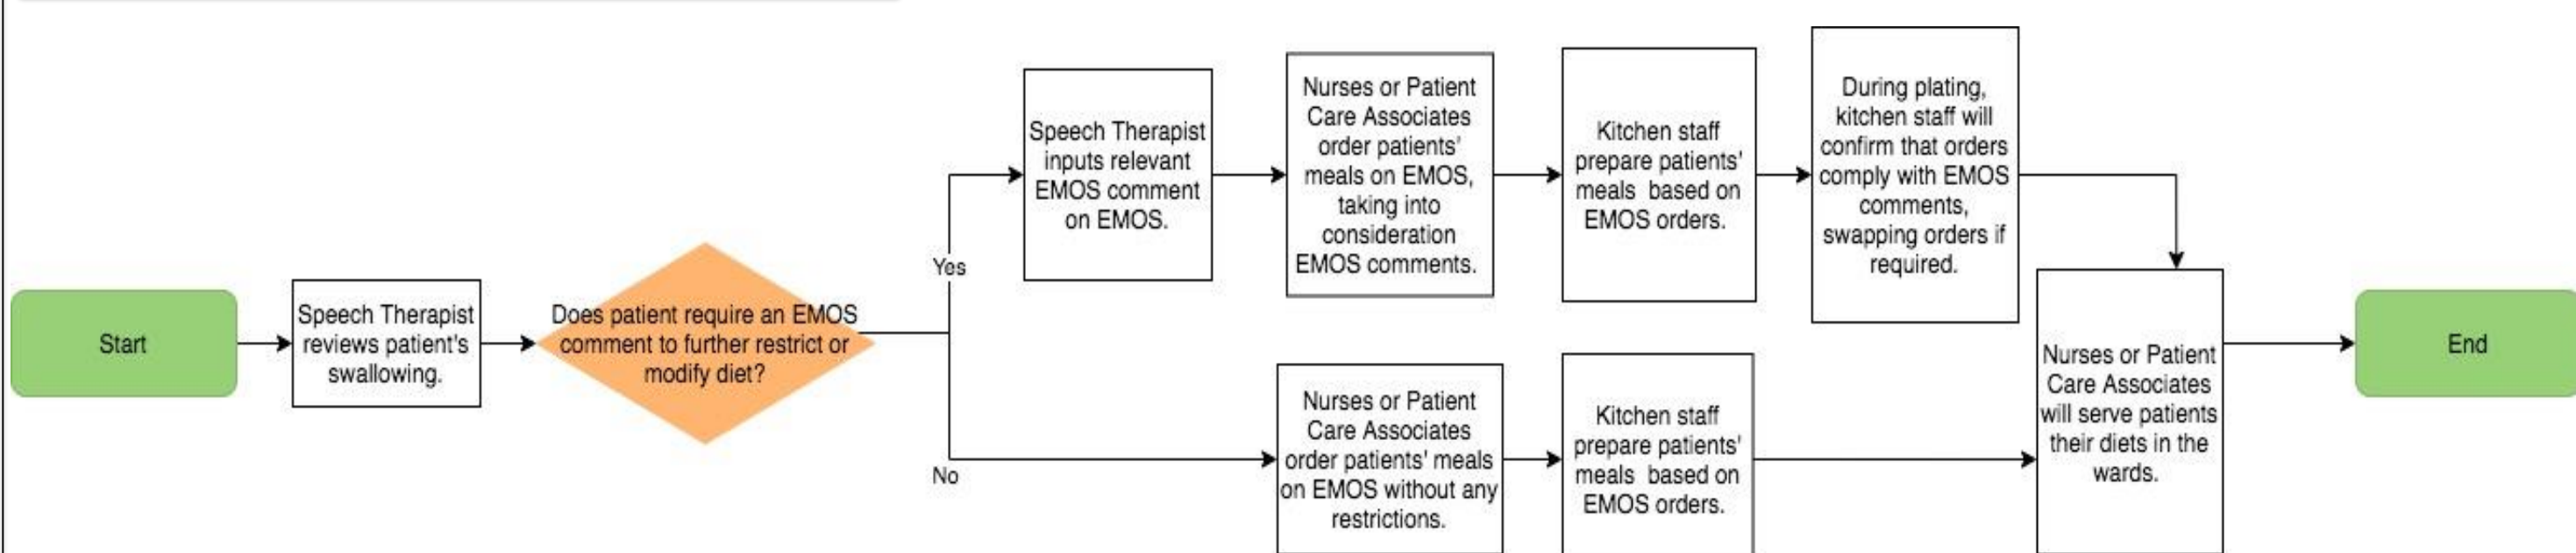 Start
Speech Therapist
reviews patient's
swallowing.
Does patient require an EMOS
comment to further restrict or
modify diet?
Yes
Speech Therapist
inputs relevant
EMOS comment
on EMOS.
Nurses or Patient
Care Associates
order patients'
meals on EMOS,
taking into
consideration
EMOS comments.
Kitchen staff
prepare patients'
meals based on
EMOS orders.
During plating,
kitchen staff will
confirm that orders
comply with EMOS
comments,
swapping orders if
required.
No
Nurses or Patient
Care Associates
order patients' meals
on EMOS without any
restrictions.
Kitchen staff
prepare patients'
meals based on
EMOS orders.
Nurses or Patient
Care Associates
will serve patients
their diets in the
wards.
End